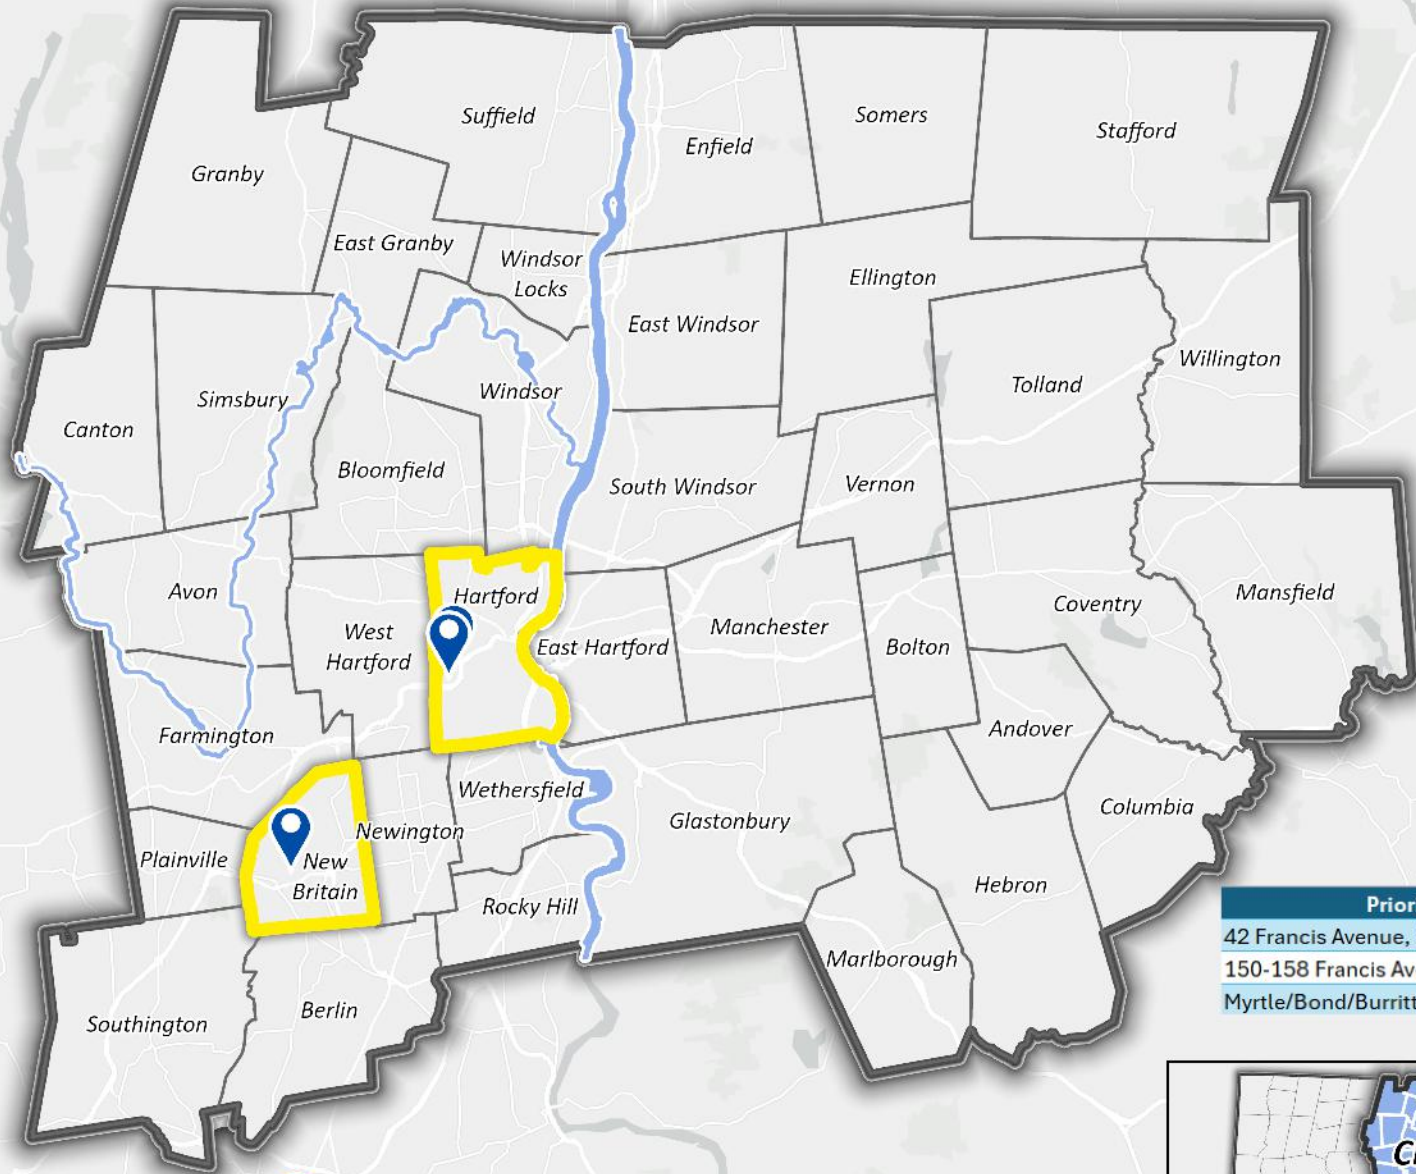 Suffield
Somers
Enfield
Stafford
Granby
East Granby
Windsor
Locks
Ellington
East Windsor
Willington
Tolland
Windsor
Simsbury
Canton
Bloomfield
South Windsor
Vernon
Avon
Hartford
Mansfield
Coventry
West
Hartford
East Hartford
Manchester
Bolton
Farmington
Andover
Wethersfield
Columbia
Glastonbury
Newington
Plainville
New
Britain
Hebron
Rocky Hill
Marlborough
Berlin
Southington
Prior
42 Francis Avenue,
150-158 Francis Av
Myrtle/Bond/Burritt